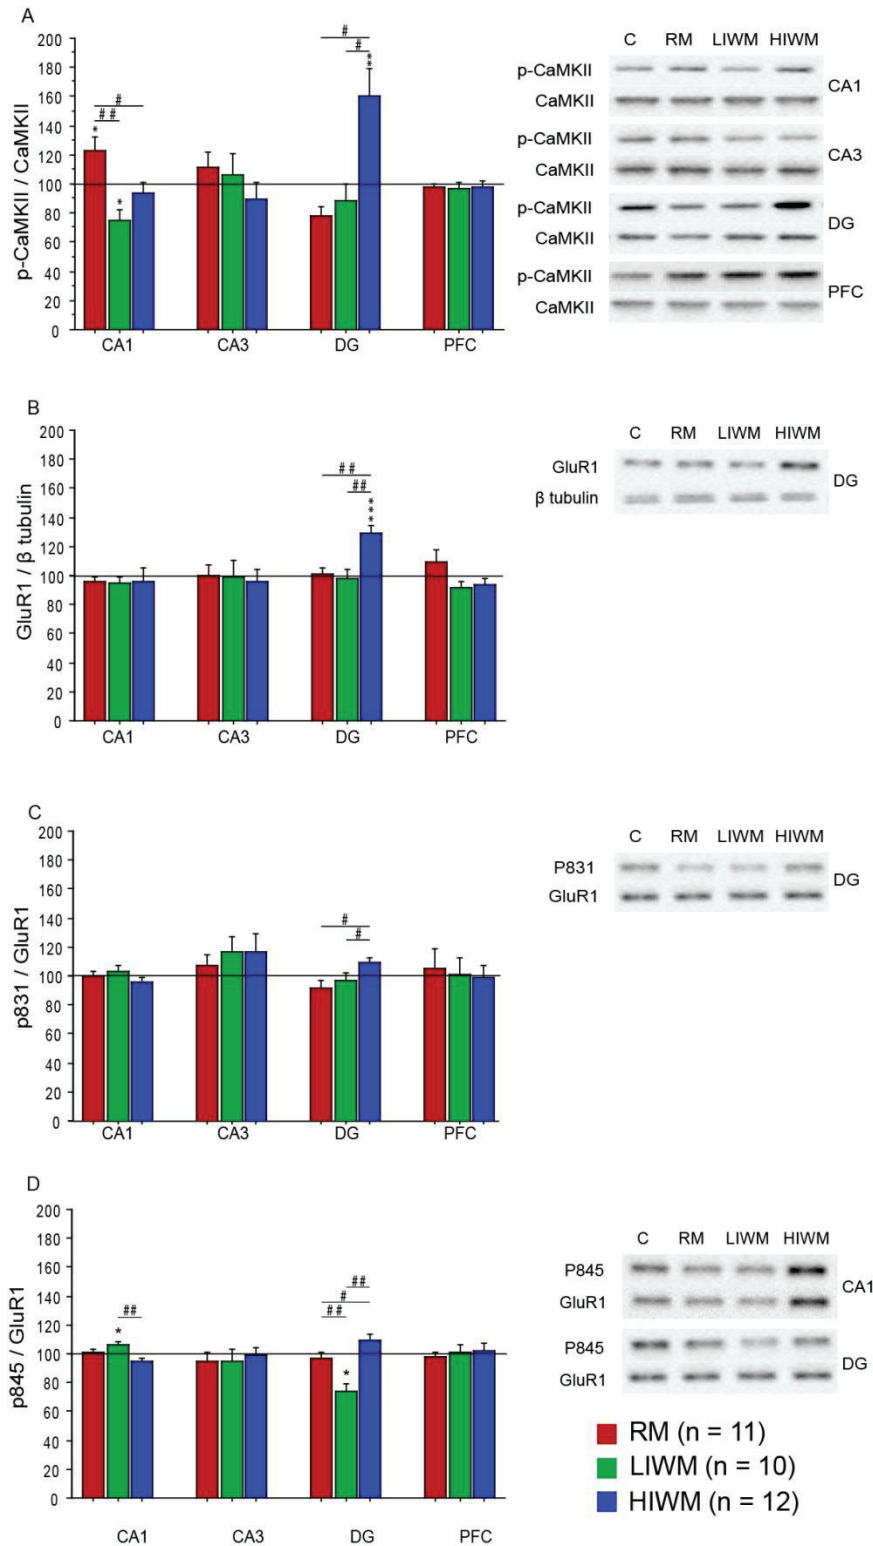 A
p-CaMKII / CaMKII
200
180
160
140
120
100
80
60
40
20
0
#
# #
*
*
#
#
**
CA1 CA3 DG PFC
C RM LIWM HIWM
p-CaMKII
CaMKII
CA1
p-CaMKII
CaMKII
CA3
p-CaMKII
CaMKII
DG
p-CaMKII
CaMKII
PFC
B
GluR1 / β tubulin
200
180
160
140
120
100
80
60
40
20
0
# #
##
***
CA1 CA3 DG PFC
C RM LIWM HIWM
GluR1
β tubulin
DG
C
p831 / GluR1
200
180
160
140
120
100
80
60
40
20
0
#
#
CA1 CA3 DG PFC
C RM LIWM HIWM
P831
GluR1
DG
D
p845 / GluR1
200
180
160
140
120
100
80
60
40
20
0
##
*
##
#
##
*
CA1 CA3 DG PFC
C RM LIWM HIWM
P845
GluR1
CA1
P845
GluR1
DG
RM (n = 11)
LIWM (n = 10)
HIWM (n = 12)